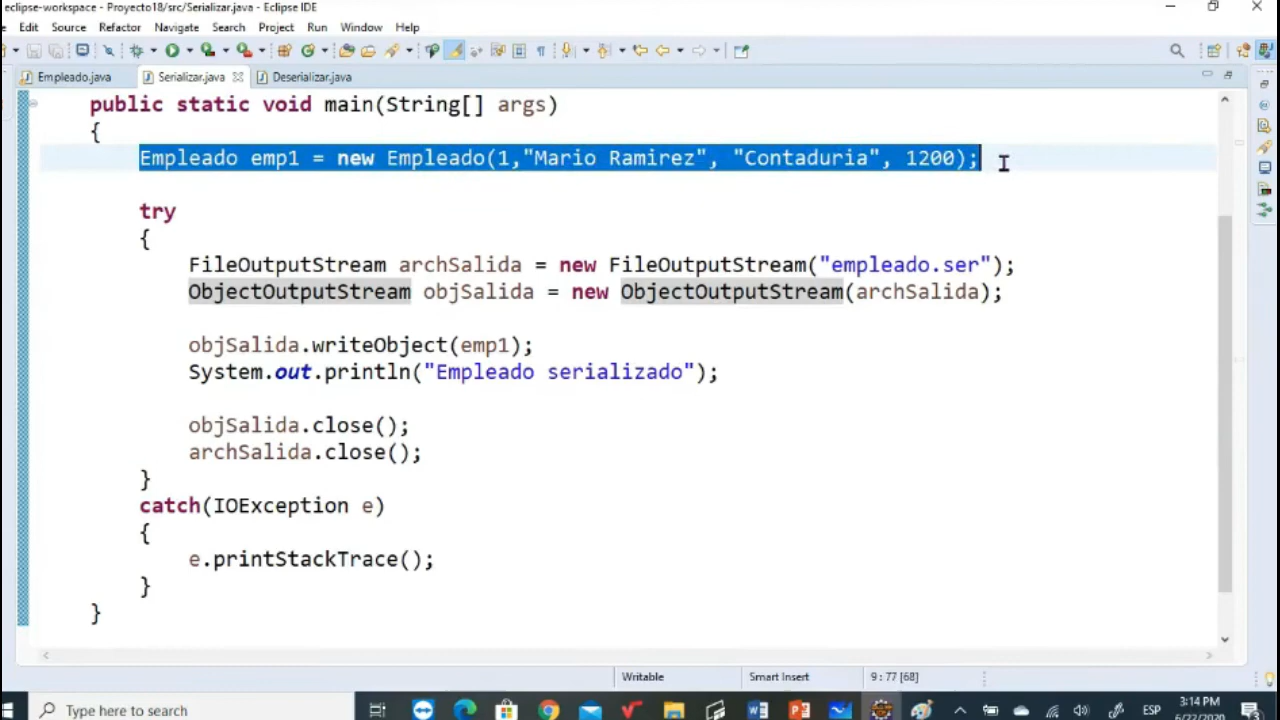 eclipse-workspace - Proyecto18/src/Serializar.java - Eclipse IDE
Edit Source Refactor Navigate Search Project Run Window Help
Empleado.java Serializar.java Deserializar.java
public static void main(String[] args)
{
Empleado emp1 = new Empleado(1,"Mario Ramirez", "Contaduria", 1200);
try
{
FileOutputStream archSalida = new FileOutputStream("empleado.ser");
ObjectOutputStream objSalida = new ObjectOutputStream(archSalida);
objSalida.writeObject(emp1);
System.out.println("Empleado serializado");
objSalida.close();
archSalida.close();
}
catch(IOException e)
{
e.printStackTrace();
}
}
Writable Smart Insert 9 : 77 [68]
Type here to search
ESP
3:14 PM
6/22/2020